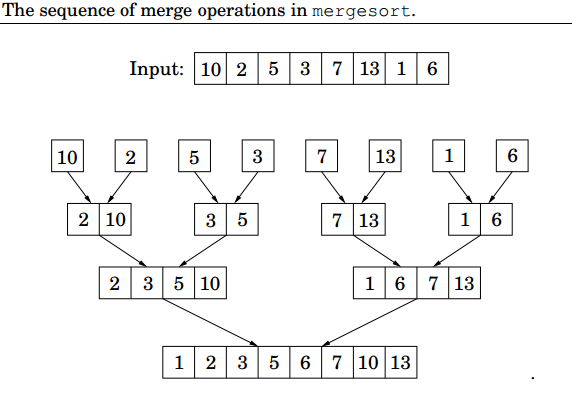 The sequence of merge operations in mergesort.
Input: 10 2 5 3 7 13 1 6
10 2 5 3 7 13 1 6
2 10 3 5 7 13 1 6
2 3 5 10 1 6 7 13
1 2 3 5 6 7 10 13
.